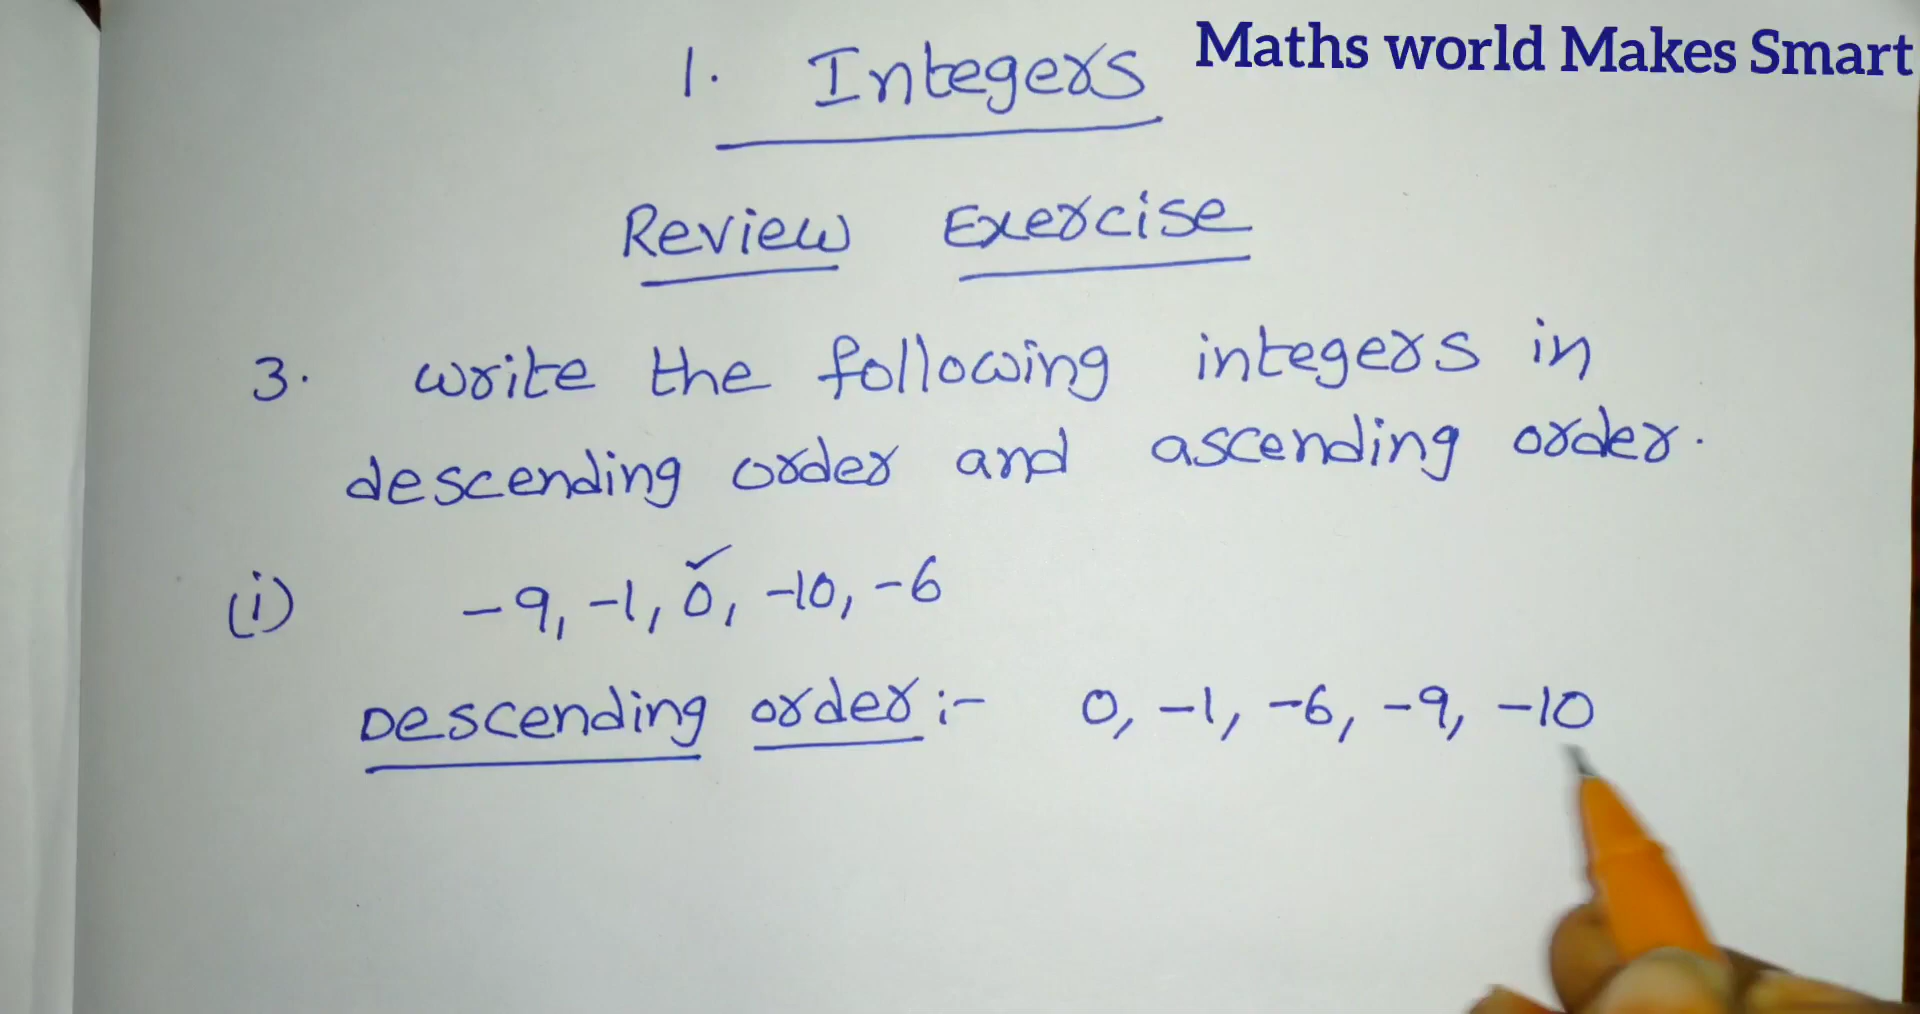 Maths world Makes Smart
1. Integers
Review Exercise
3. write the following integers in
descending order and ascending order.
(i) -9, -1, 0, -10, -6
Descending order :- 0, -1, -6, -9, -10